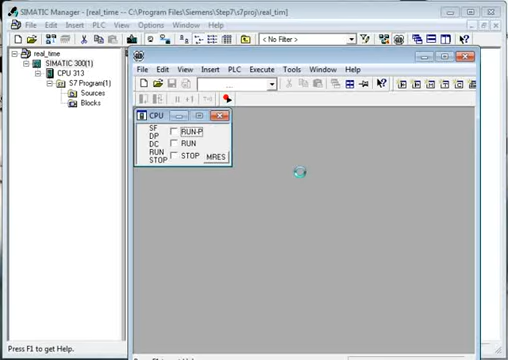 SIMATIC Manager - [real_time -- C:\Program Files\Siemens\Step7\s7proj\real_tim]
File Edit Insert PLC View Options Window Help
< No Filter >
real_time
SIMATIC 300(1)
CPU 313
S7 Program(1)
Sources
Blocks
File Edit View Insert PLC Execute Tools Window Help
...
CPU
SF
DP
DC
RUN
STOP
RUN-P
RUN
STOP
MRES
Press F1 to get Help.